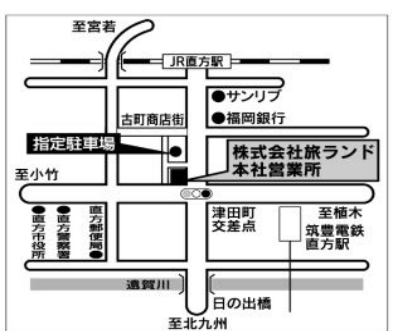 至宮若
JR直方駅
●サンリブ
●福岡銀行
古町商店街
指定駐車場
株式会社旅ランド
本社営業所
至小竹
直方市役所
直方警察署
直方郵便局
津田町
交差点
至植木
筑豊電鉄
直方駅
遠賀川
日の出橋
至北九州